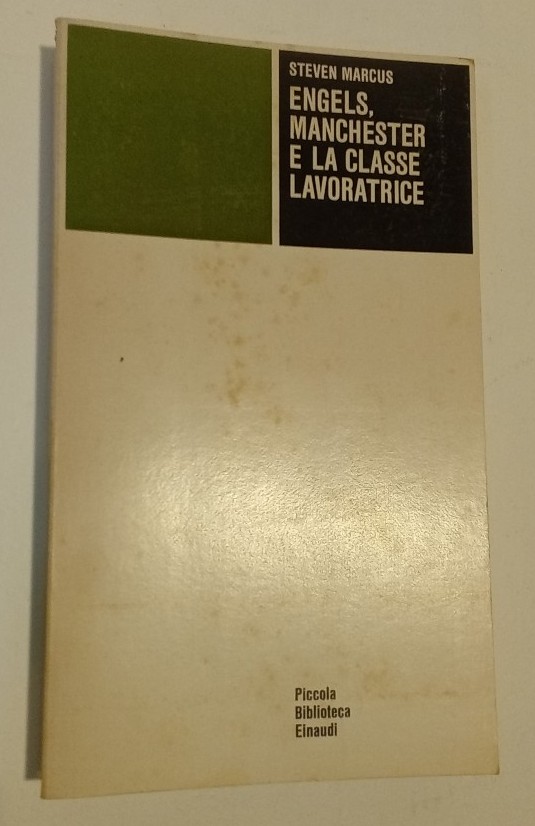 STEVEN MARCUS
ENGELS,
MANCHESTER
E LA CLASSE
LAVORATRICE
Piccola
Biblioteca
Einaudi